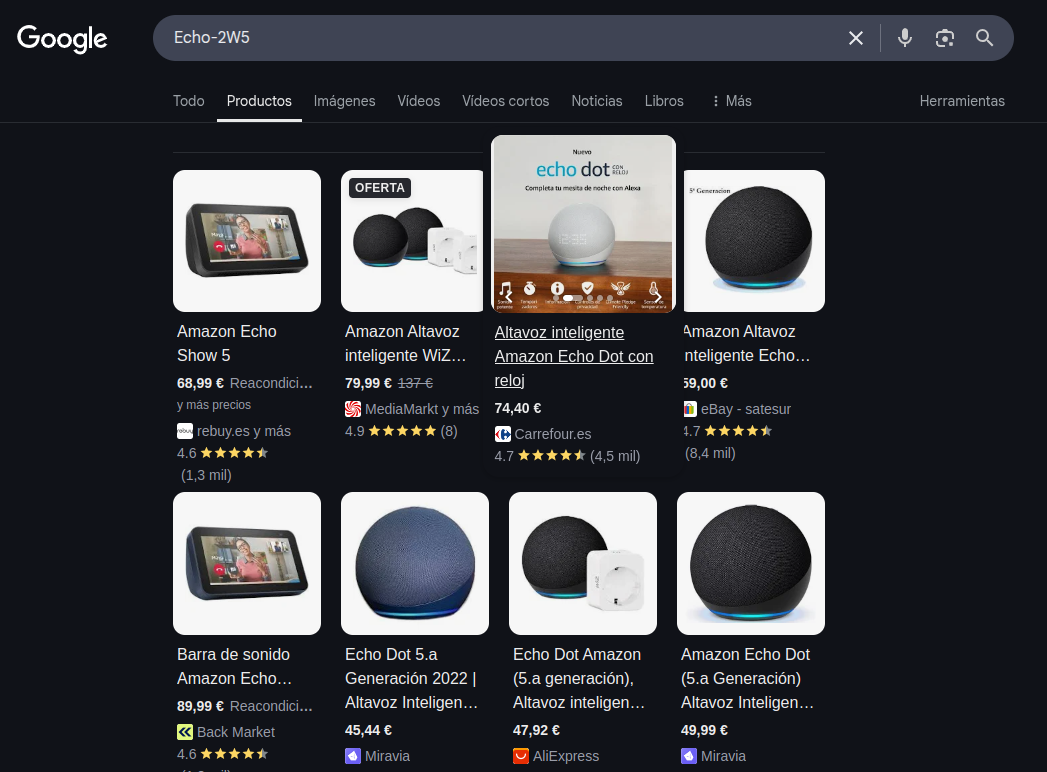 Google
Echo-2W5
Todo
Productos
Imágenes
Vídeos
Vídeos cortos
Noticias
Libros
Más
Herramientas
Amazon Echo
Show 5
68,99 € Reacondici...
y más precios
rebuy.es y más
4.6
(1,3 mil)
OFERTA
Amazon Altavoz
inteligente WiZ…
79,99 € 137 €
MediaMarkt y más
4.9 (8)
Nuevo
echo dot CON
RELOJ
Completa tu mesita de noche con Alexa
12:25
Altavoz inteligente
Amazon Echo Dot con
reloj
74,40 €
Carrefour.es
4.7 (4,5 mil)
5ª Generacion
Amazon Altavoz
nteligente Echo…
59,00 €
eBay - satesur
4.7
(8,4 mil)
Barra de sonido
Amazon Echo…
89,99 € Reacondici...
Back Market
4.6
Echo Dot 5.a
Generación 2022 |
Altavoz Inteligen…
45,44 €
Miravia
Echo Dot Amazon
(5.a generación),
Altavoz inteligen…
47,92 €
AliExpress
Amazon Echo Dot
(5.a Generación)
Altavoz Inteligen…
49,99 €
Miravia